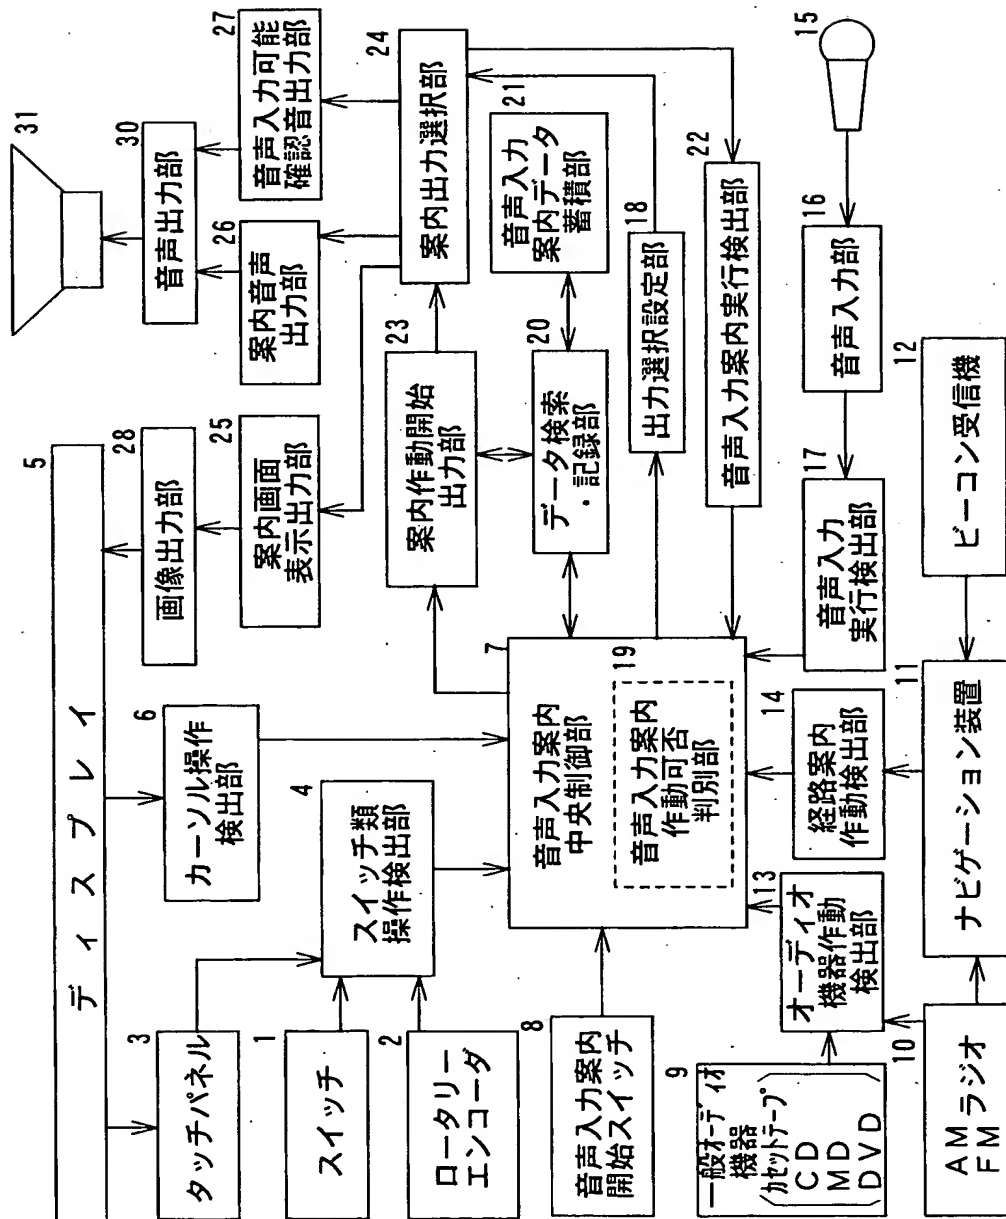 ディスプレイ
5
タッチパネル
3
スイッチ
1
ロータリー
エンコーダ
2
音声入力案内
開始スイッチ
8
一般オーディオ
機器
カセットテープ
CD
MD
DVD
9
AM
FM
ラジオ
10
カーソル操作
検出部
6
スイッチ類
操作検出部
4
音声入力案内
中央制御部
7
音声入力案内
作動可否
判別部
19
オーディオ
機器作動
検出部
13
経路案内
作動検出部
14
ナビゲーション装置
11
ビーコン受信機
12
音声入力
実行検出部
17
音声入力部
16
15
画像出力部
28
案内画面
表示出力部
25
案内作動開始
出力部
23
データ検索
・記録部
20
出力選択設定部
18
音声入力案内実行検出部
22
音声入力
案内データ
蓄積部
21
案内出力選択部
24
案内音声
出力部
26
音声入力可能
確認音出力部
27
音声出力部
30
31